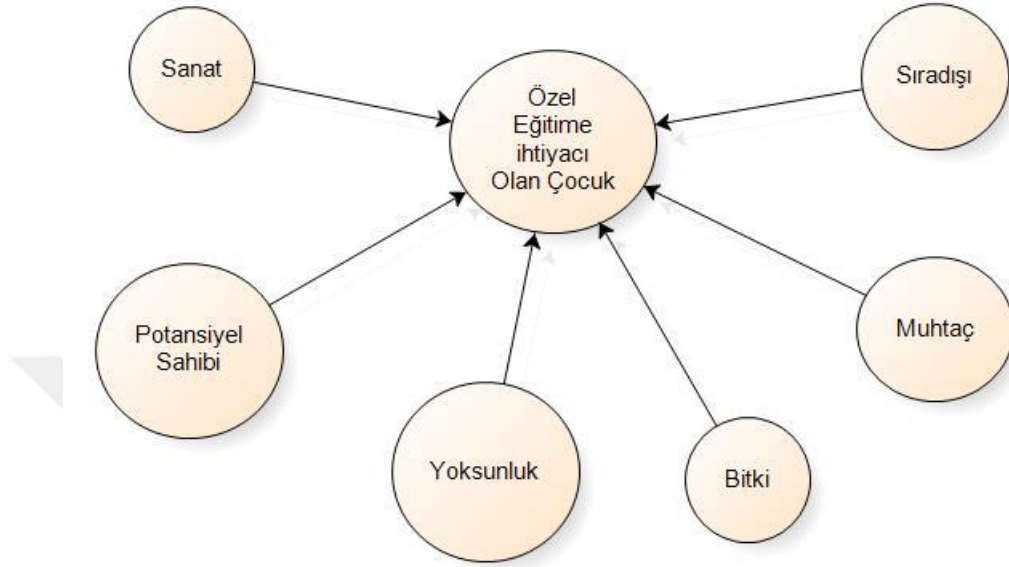 Sanat
Özel
Eğitime
ihtiyacı
Olan Çocuk
Sıradışı
Potansiyel
Sahibi
Muhtaç
Yoksunluk
Bitki